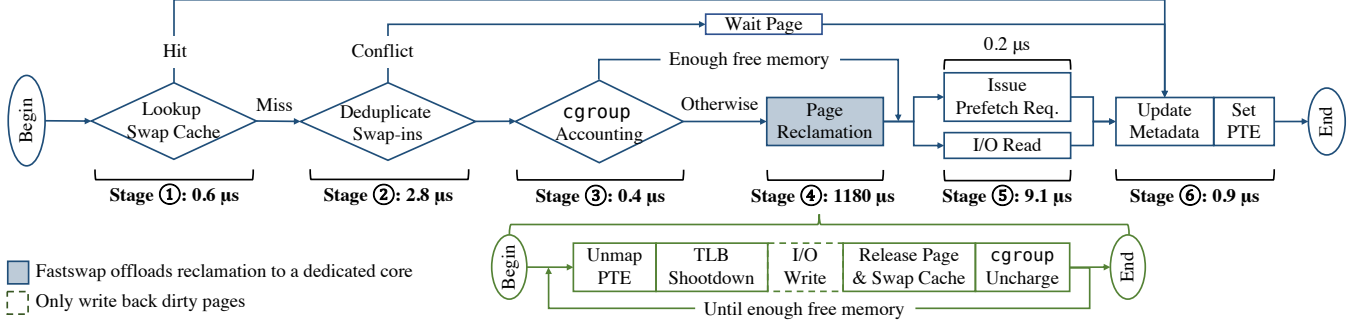 Wait Page
Hit
Conflict
0.2 μs
Enough free memory
Begin
Lookup
Swap Cache
Miss
Deduplicate
Swap-ins
cgroup
Accounting
Otherwise
Page
Reclamation
Issue
Prefetch Req.
I/O Read
Update
Metadata
Set
PTE
End
Stage ①: 0.6 μs
Stage ②: 2.8 μs
Stage ③: 0.4 μs
Stage ④: 1180 μs
Stage ⑤: 9.1 μs
Stage ⑥: 0.9 μs
Begin
Unmap
PTE
TLB
Shootdown
I/O
Write
Release Page
& Swap Cache
cgroup
Uncharge
End
Until enough free memory
Fastswap offloads reclamation to a dedicated core
Only write back dirty pages